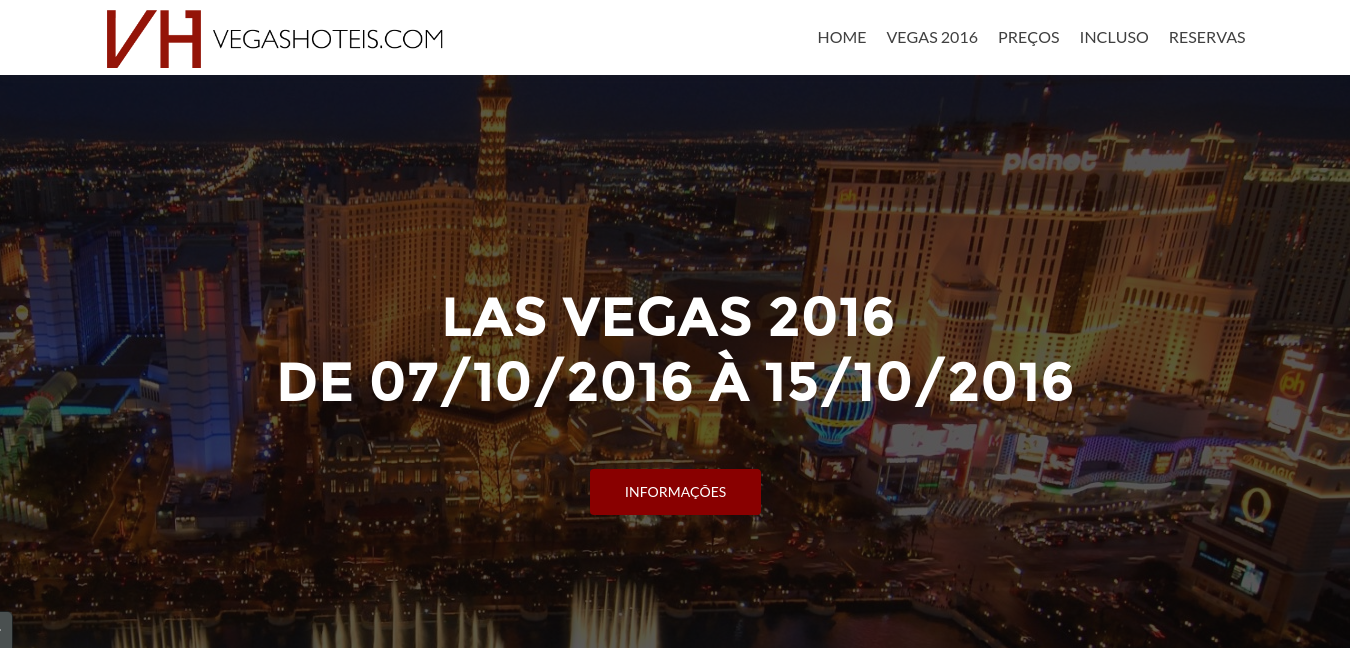 VH VEGASHOTEIS.COM
HOME VEGAS 2016 PREÇOS INCLUSO RESERVAS
planet
LAS VEGAS 2016
DE 07/10/2016 À 15/10/2016
INFORMAÇÕES